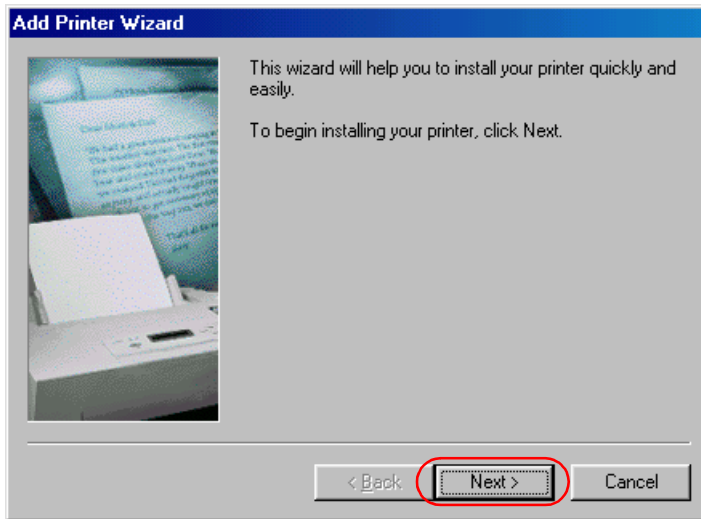 Add Printer Wizard
This wizard will help you to install your printer quickly and
easily.
To begin installing your printer, click Next.
< Back
Next >
Cancel